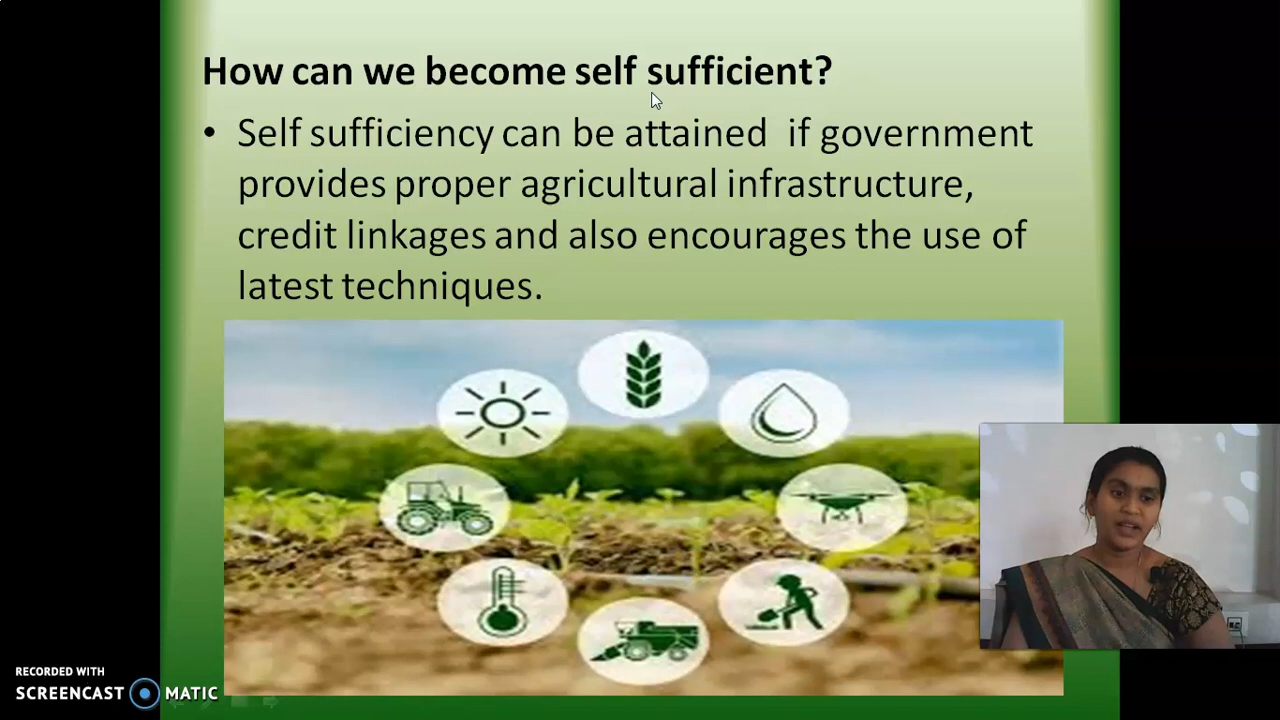 How can we become self sufficient?
• Self sufficiency can be attained  if government
provides proper agricultural infrastructure,
credit linkages and also encourages the use of
latest techniques.
RECORDED WITH
SCREENCAST MATIC